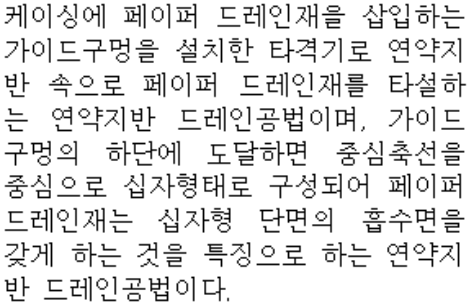 케이싱에 페이퍼 드레인재을 삽입하는
가이드구멍을 설치한 타격기로 연약지
반 속으로 페이퍼 드레인재를 타설하
는 연약지반 드레인공법이며, 가이드
구멍의 하단에 도달하면 중심축선을
중심으로 십자형태로 구성되어 페이퍼
드레인재는 십자형 단면의 흡수면을
갖게 하는 것을 특징으로 하는 연약지
반 드레인공법이다.